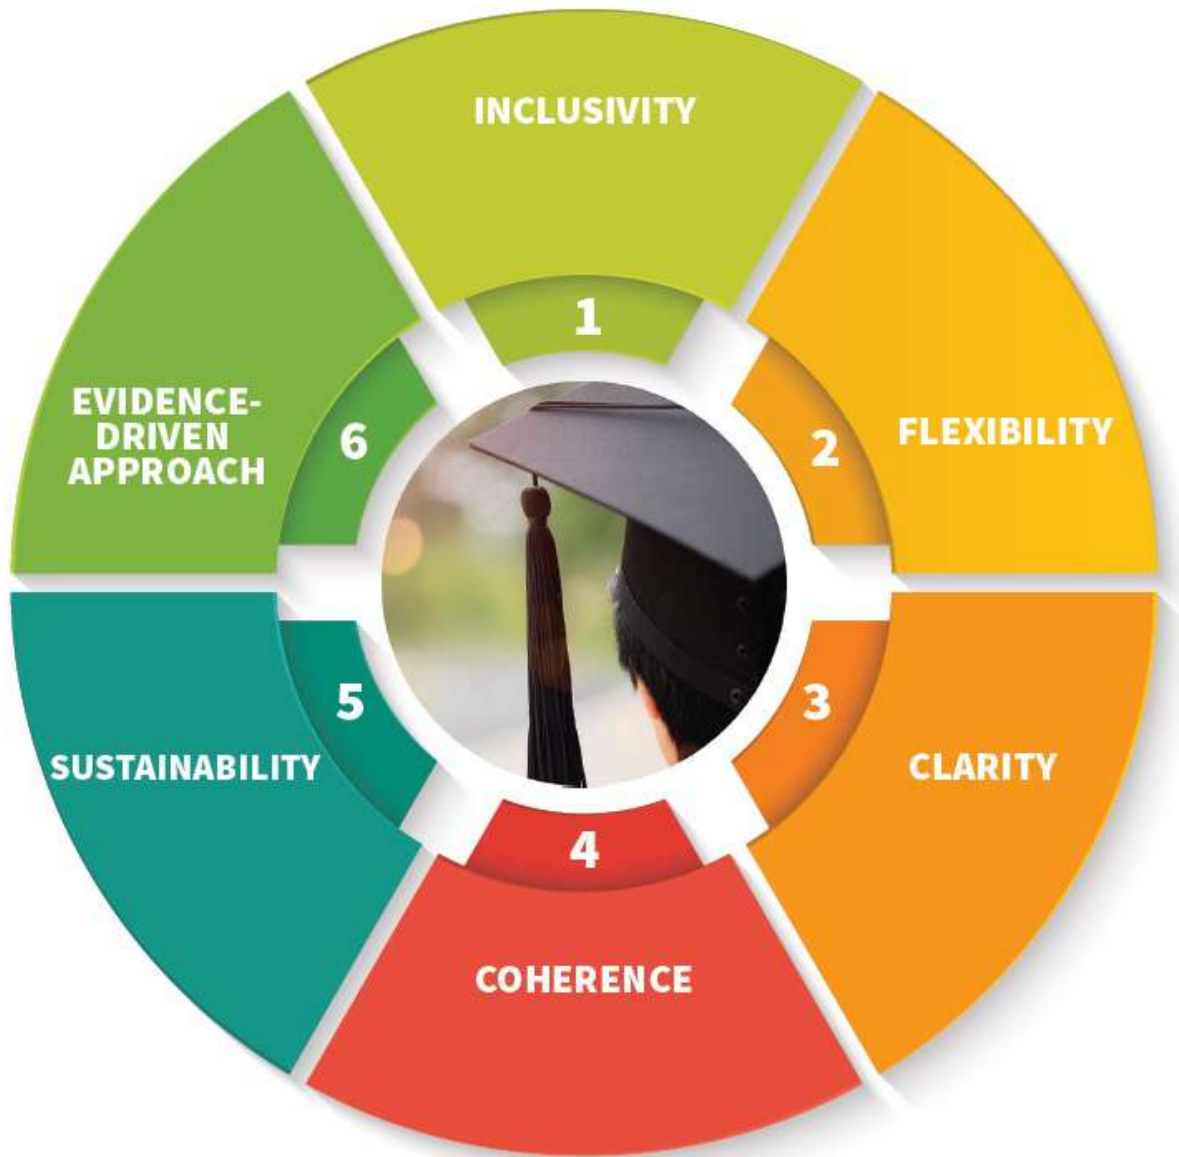 INCLUSIVITY
1
FLEXIBILITY
2
CLARITY
3
COHERENCE
4
SUSTAINABILITY
5
EVIDENCE-
DRIVEN
APPROACH
6